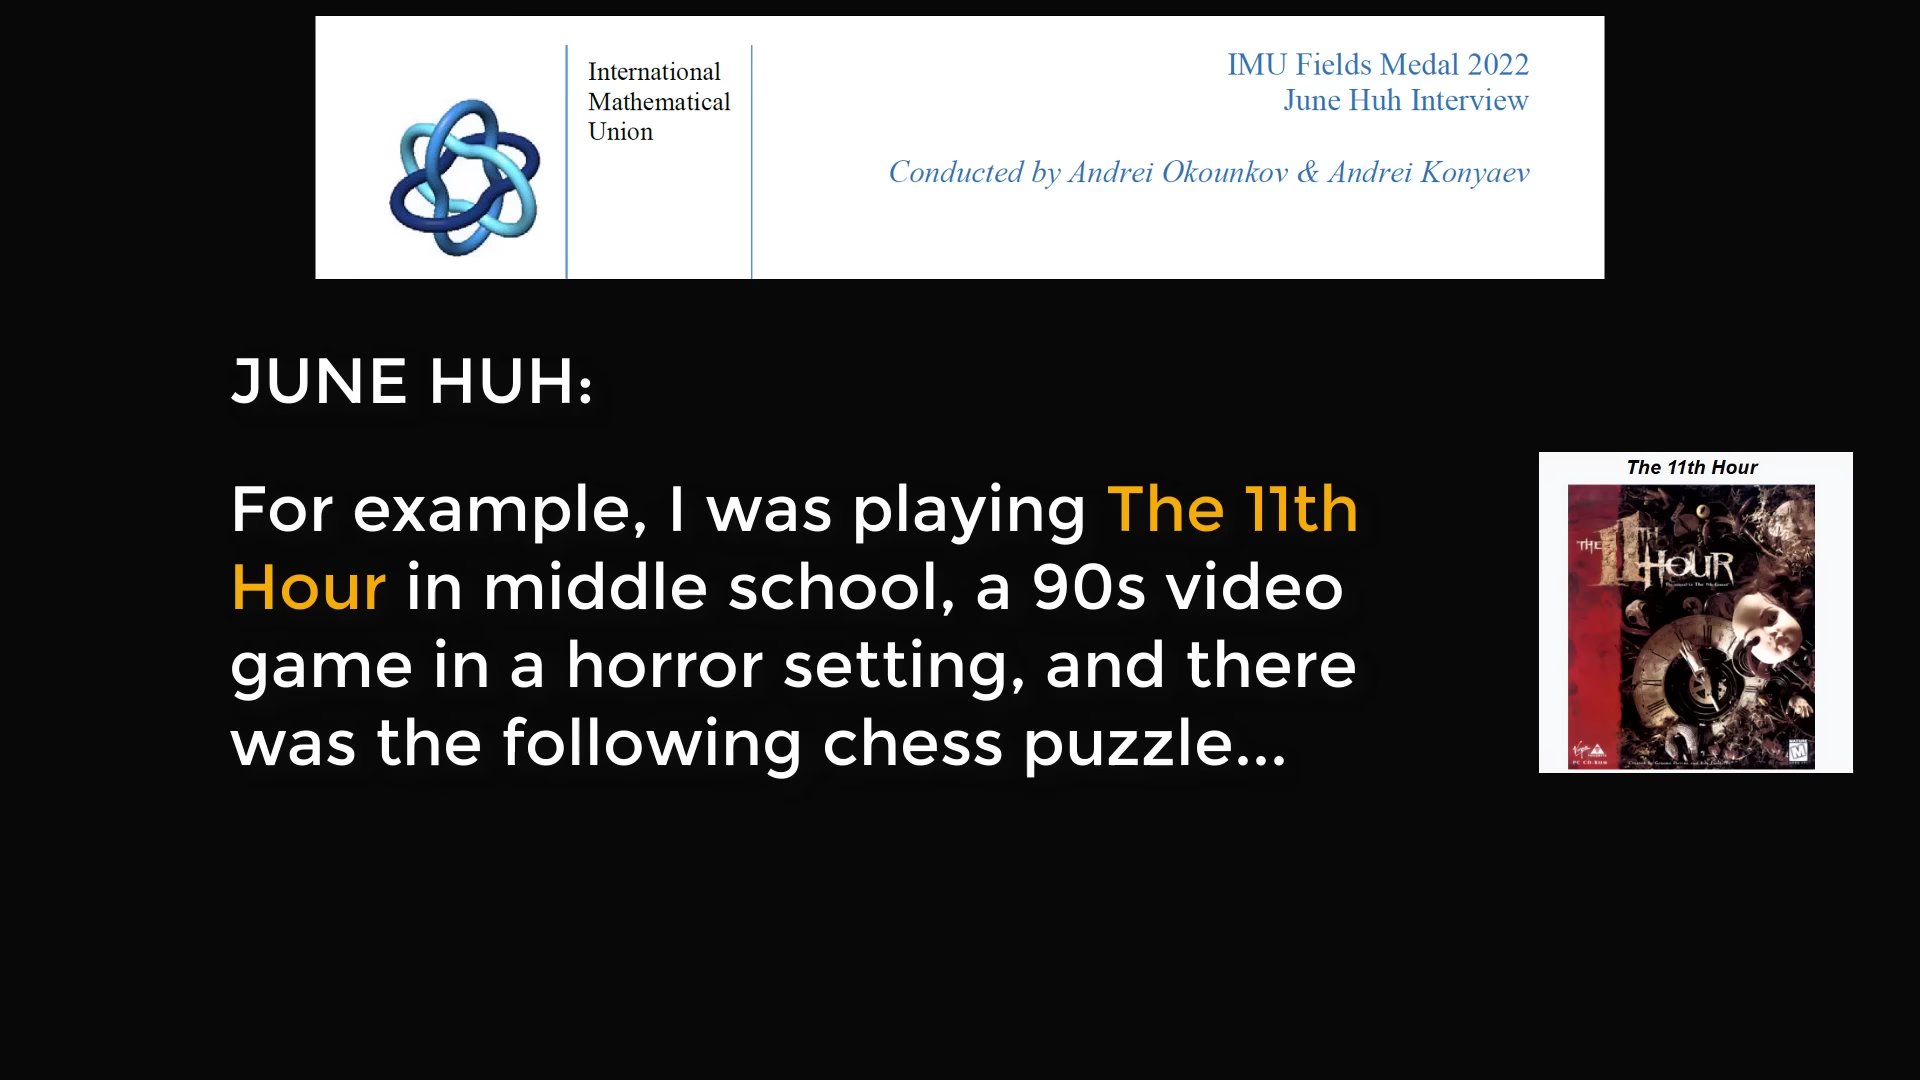 International
Mathematical
Union
IMU Fields Medal 2022
June Huh Interview
Conducted by Andrei Okounkov & Andrei Konyaev
JUNE HUH:
For example, I was playing The 11th
Hour in middle school, a 90s video
game in a horror setting, and there
was the following chess puzzle...
The 11th Hour
THE 11TH
HOUR